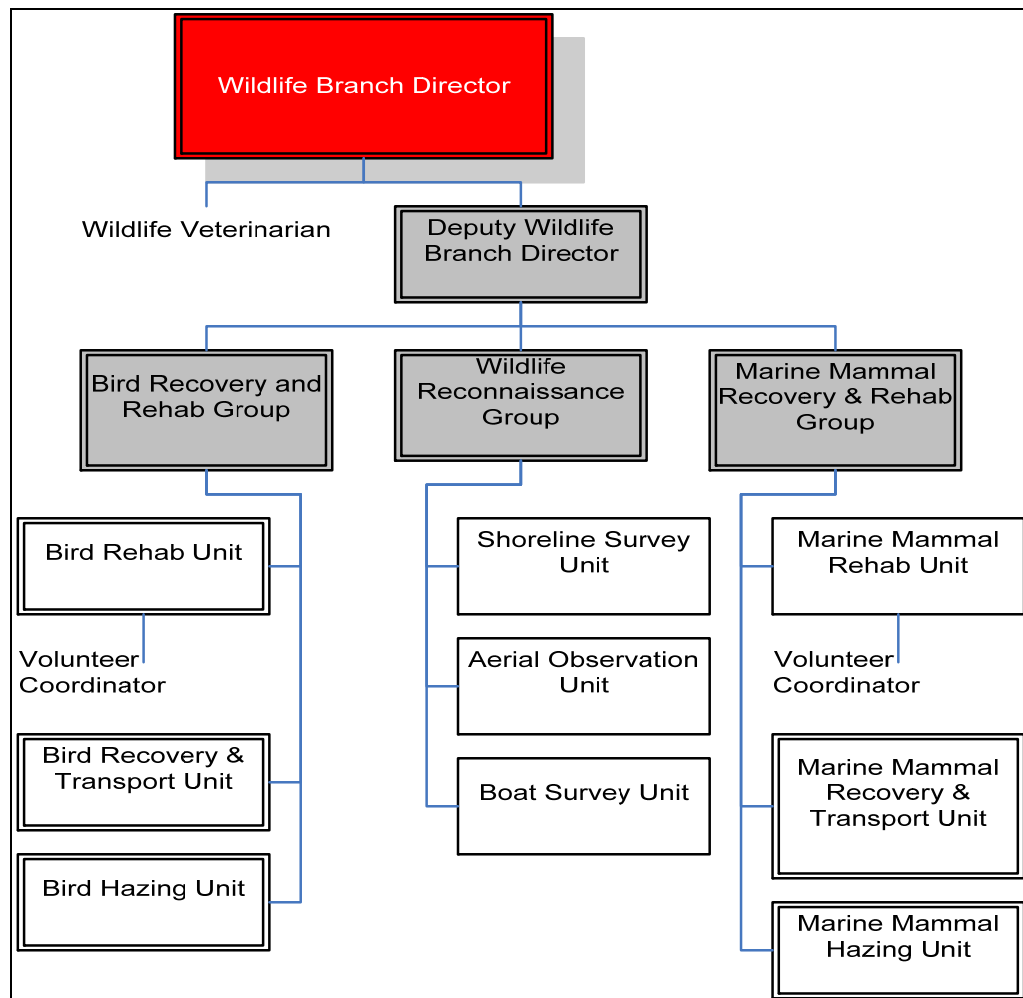 Wildlife Branch Director
Wildlife Veterinarian
Deputy Wildlife
Branch Director
Bird Recovery and
Rehab Group
Wildlife
Reconnaissance
Group
Marine Mammal
Recovery & Rehab
Group
Bird Rehab Unit
Shoreline Survey
Unit
Marine Mammal
Rehab Unit
Volunteer
Coordinator
Aerial Observation
Unit
Volunteer
Coordinator
Bird Recovery &
Transport Unit
Boat Survey Unit
Marine Mammal
Recovery &
Transport Unit
Bird Hazing Unit
Marine Mammal
Hazing Unit